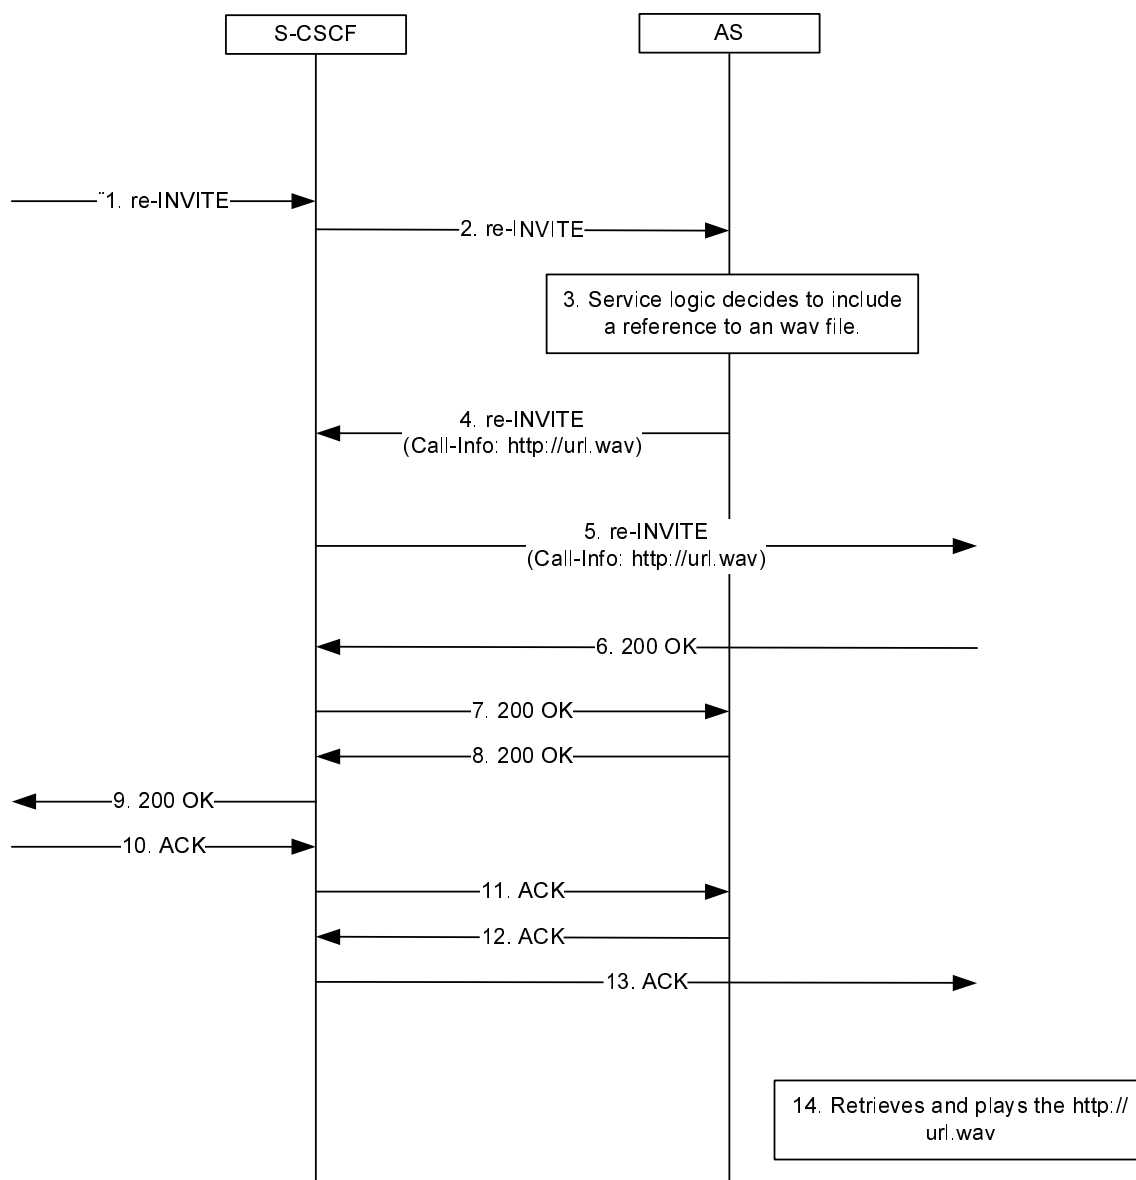 S-CSCF
AS
¨1. re-INVITE
2. re-INVITE
3. Service logic decides to include
a reference to an wav file.
4. re-INVITE
(Call-Info: http://url.wav)
5. re-INVITE
(Call-Info: http://url.wav)
6. 200 OK
7. 200 OK
8. 200 OK
9. 200 OK
10. ACK
11. ACK
12. ACK
13. ACK
14. Retrieves and plays the http://
url.wav